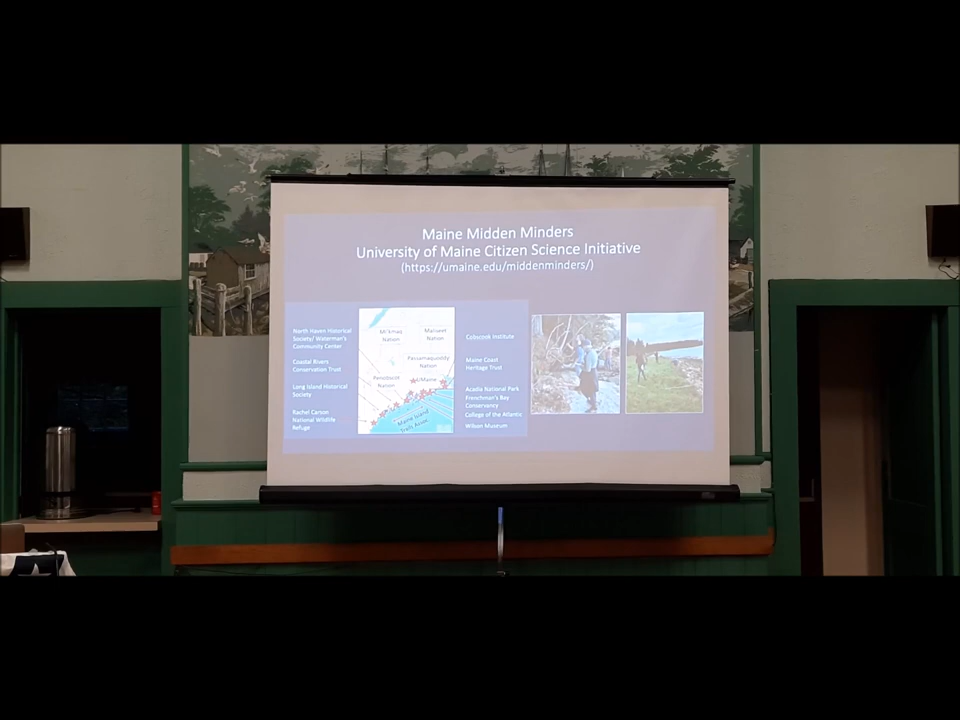 Maine Midden Minders
University of Maine Citizen Science Initiative
(https://umaine.edu/middenminders/)
North Haven Historical
Society/ Waterman's
Community Center
Coastal Rivers
Conservation Trust
Long Island Historical
Society
Rachel Carson
National Wildlife
Refuge
Mi'kmaq
Nation
Maliseet
Nation
Passamaquoddy
Nation
Penobscot
Nation
UMaine
Maine Island
Trails Assoc.
Cobscook Institute
Maine Coast
Heritage Trust
Acadia National Park
Frenchman's Bay
Conservancy
College of the Atlantic
Wilson Museum